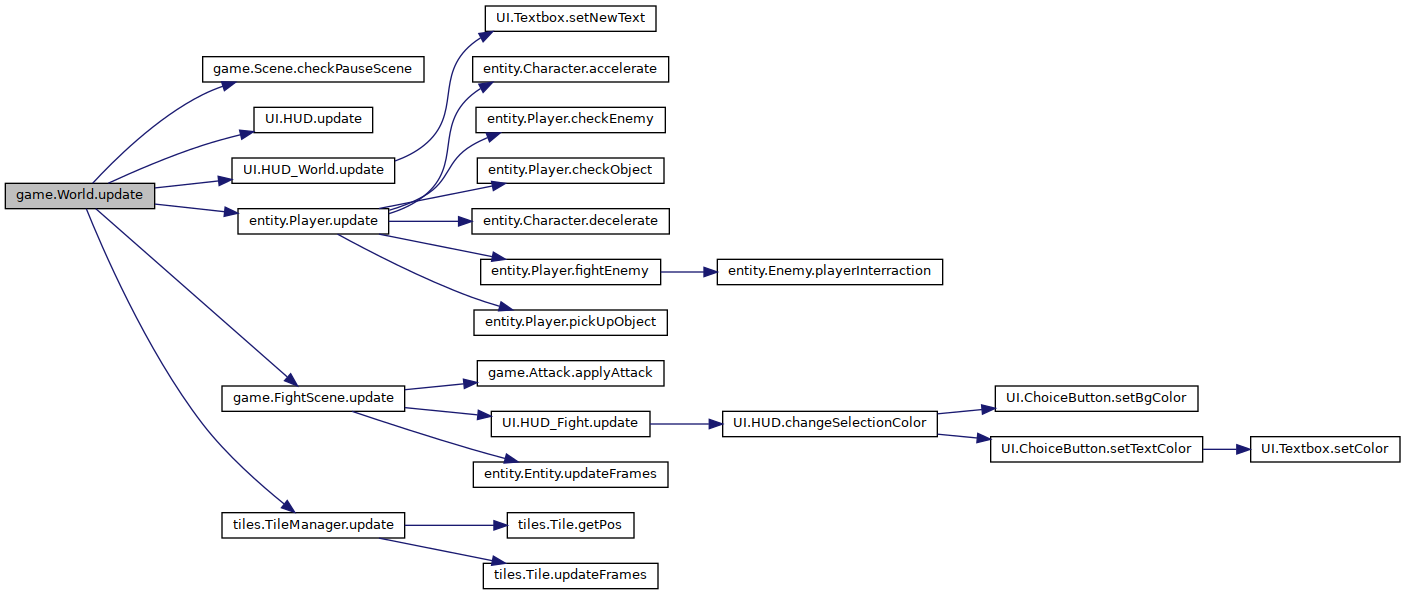 UI.Textbox.setNewText
game.Scene.checkPauseScene
entity.Character.accelerate
UI.HUD.update
entity.Player.checkEnemy
UI.HUD_World.update
entity.Player.checkObject
game.World.update
entity.Player.update
entity.Character.decelerate
entity.Player.fightEnemy
entity.Enemy.playerInterraction
entity.Player.pickUpObject
game.Attack.applyAttack
game.FightScene.update
UI.ChoiceButton.setBgColor
UI.HUD_Fight.update
UI.HUD.changeSelectionColor
UI.ChoiceButton.setTextColor
UI.Textbox.setColor
entity.Entity.updateFrames
tiles.TileManager.update
tiles.Tile.getPos
tiles.Tile.updateFrames